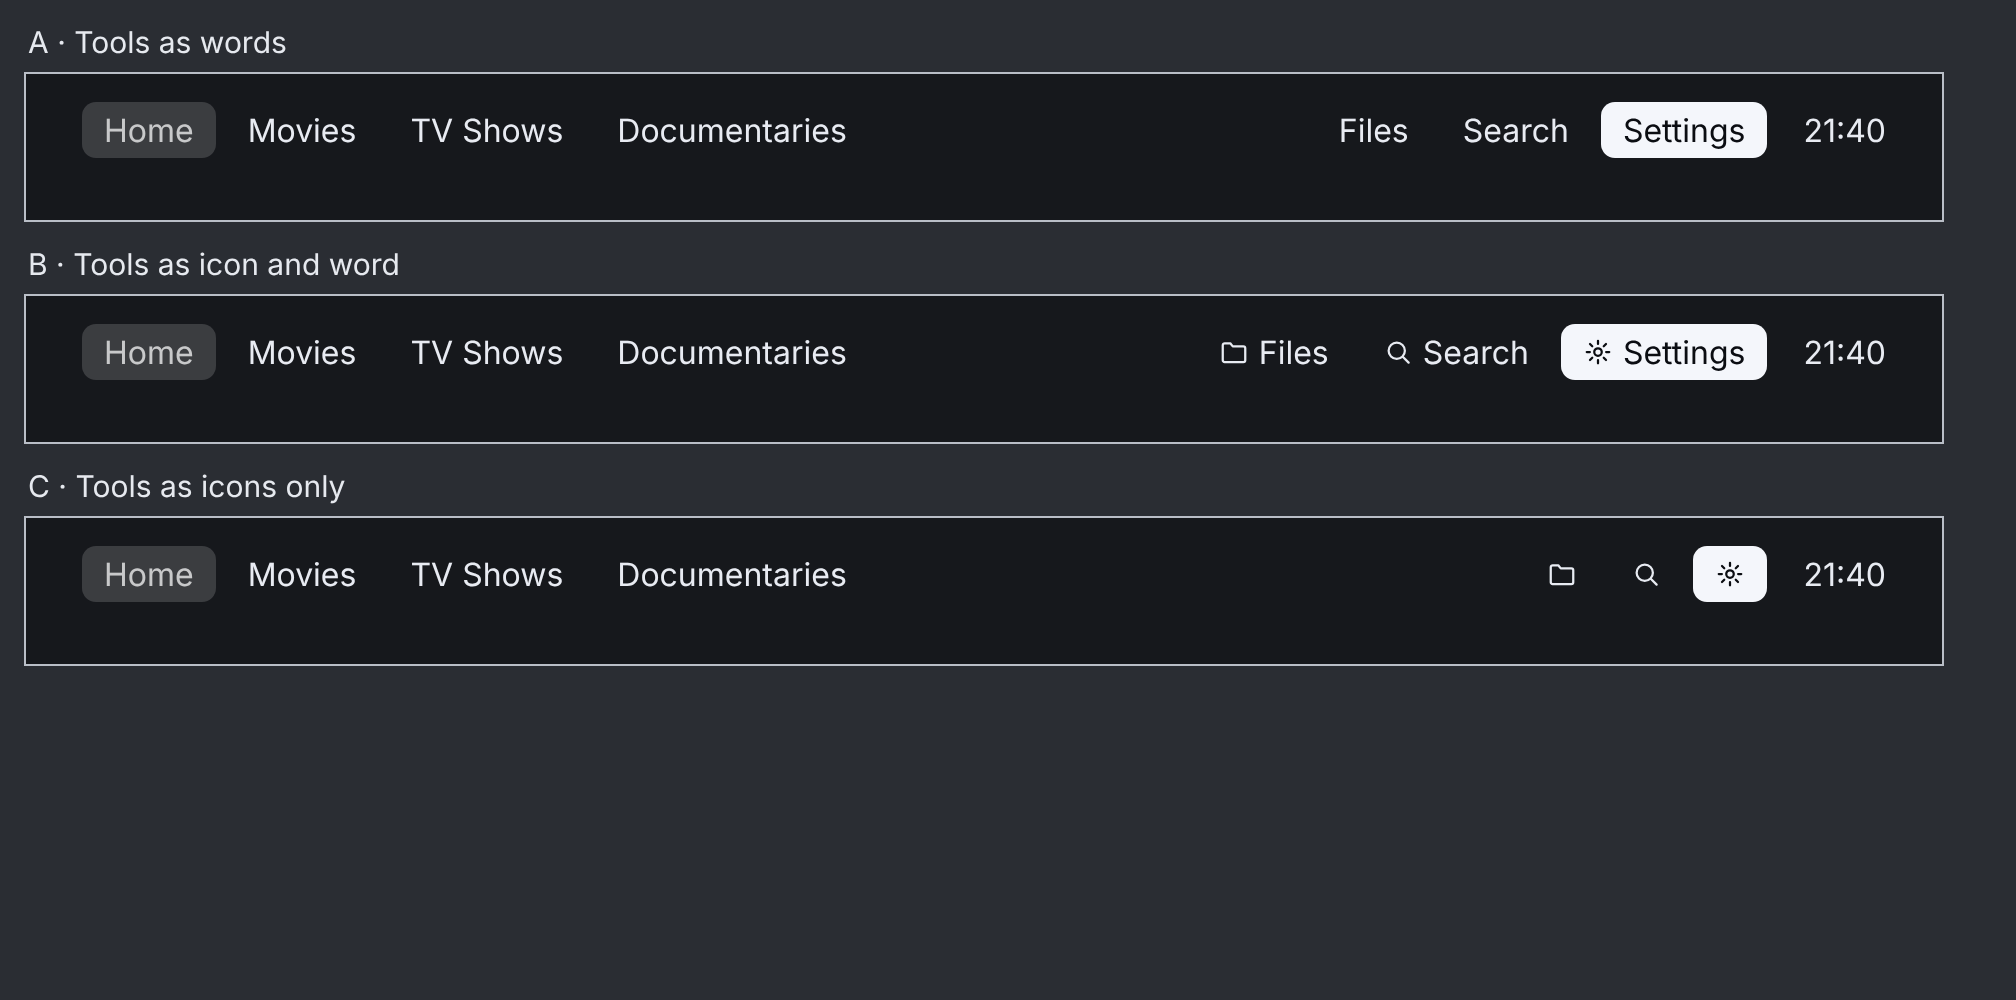 A · Tools as words
Home Movies TV Shows Documentaries Files Search Settings 21:40
B · Tools as icon and word
Home Movies TV Shows Documentaries Files Search Settings 21:40
C · Tools as icons only
Home Movies TV Shows Documentaries 21:40